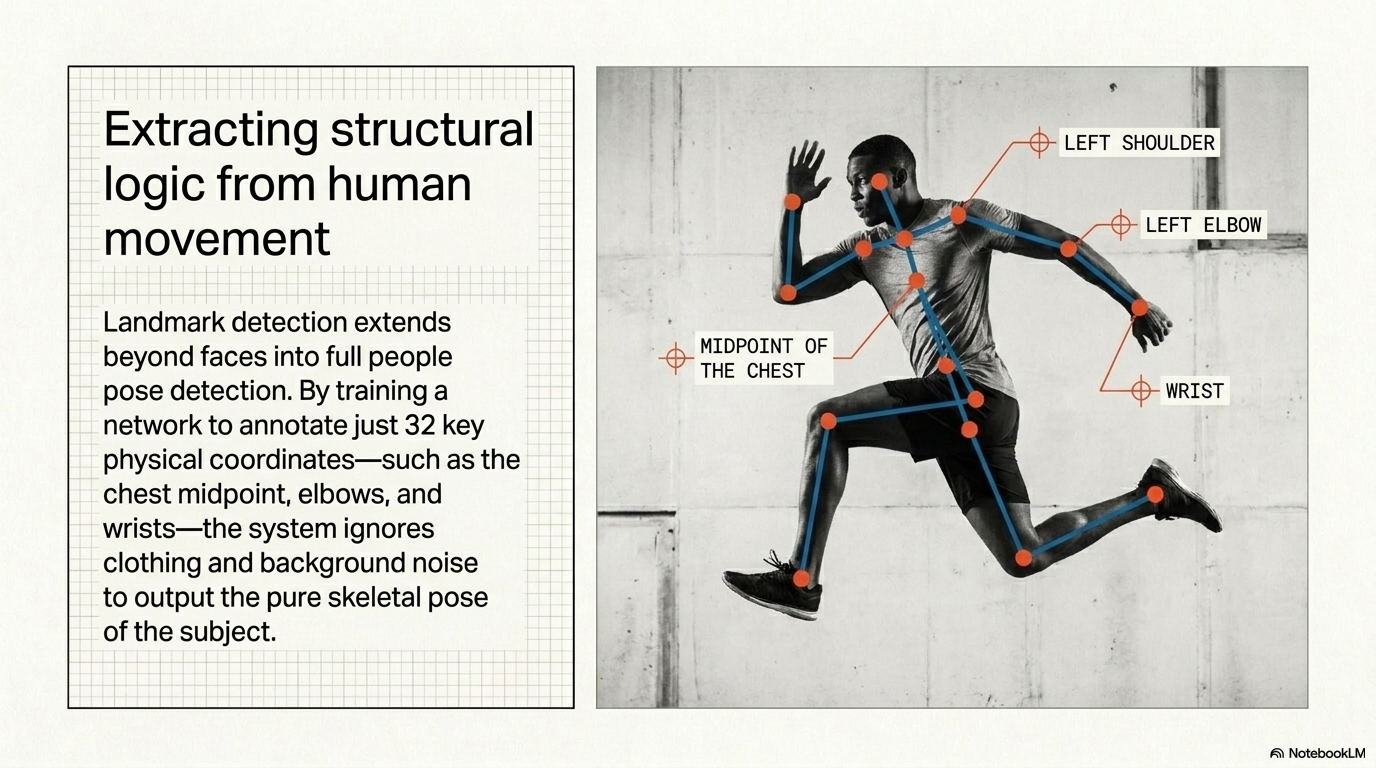 Extracting structural
logic from human
movement
Landmark detection extends
beyond faces into full people
pose detection. By training a
network to annotate just 32 key
physical coordinates—such as the
chest midpoint, elbows, and
wrists—the system ignores
clothing and background noise
to output the pure skeletal pose
of the subject.
LEFT SHOULDER
LEFT ELBOW
MIDPOINT OF
THE CHEST
WRIST
NotebookLM